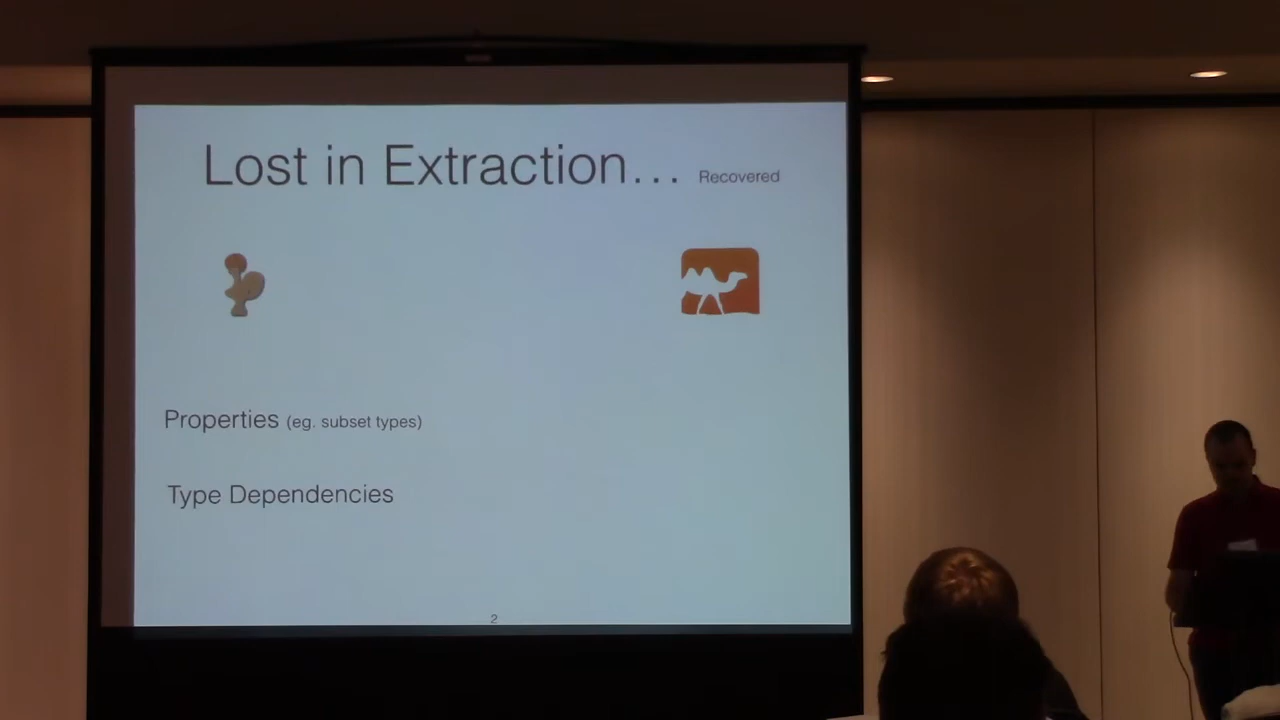 Lost in Extraction... Recovered
Properties (eg. subset types)
Type Dependencies
2